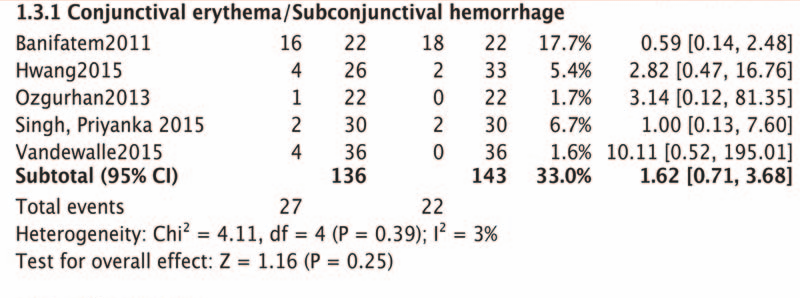 1.3.1 Conjunctival erythema/Subconjunctival hemorrhage
Banifatem2011 16 22 18 22 17.7% 0.59 [0.14, 2.48]
Hwang2015 4 26 2 33 5.4% 2.82 [0.47, 16.76]
Ozgurhan2013 1 22 0 22 1.7% 3.14 [0.12, 81.35]
Singh, Priyanka 2015 2 30 2 30 6.7% 1.00 [0.13, 7.60]
Vandewalle2015 4 36 0 36 1.6% 10.11 [0.52, 195.01]
Subtotal (95% CI) 136 143 33.0% 1.62 [0.71, 3.68]
Total events 27 22
Heterogeneity: Chi² = 4.11, df = 4 (P = 0.39); I² = 3%
Test for overall effect: Z = 1.16 (P = 0.25)